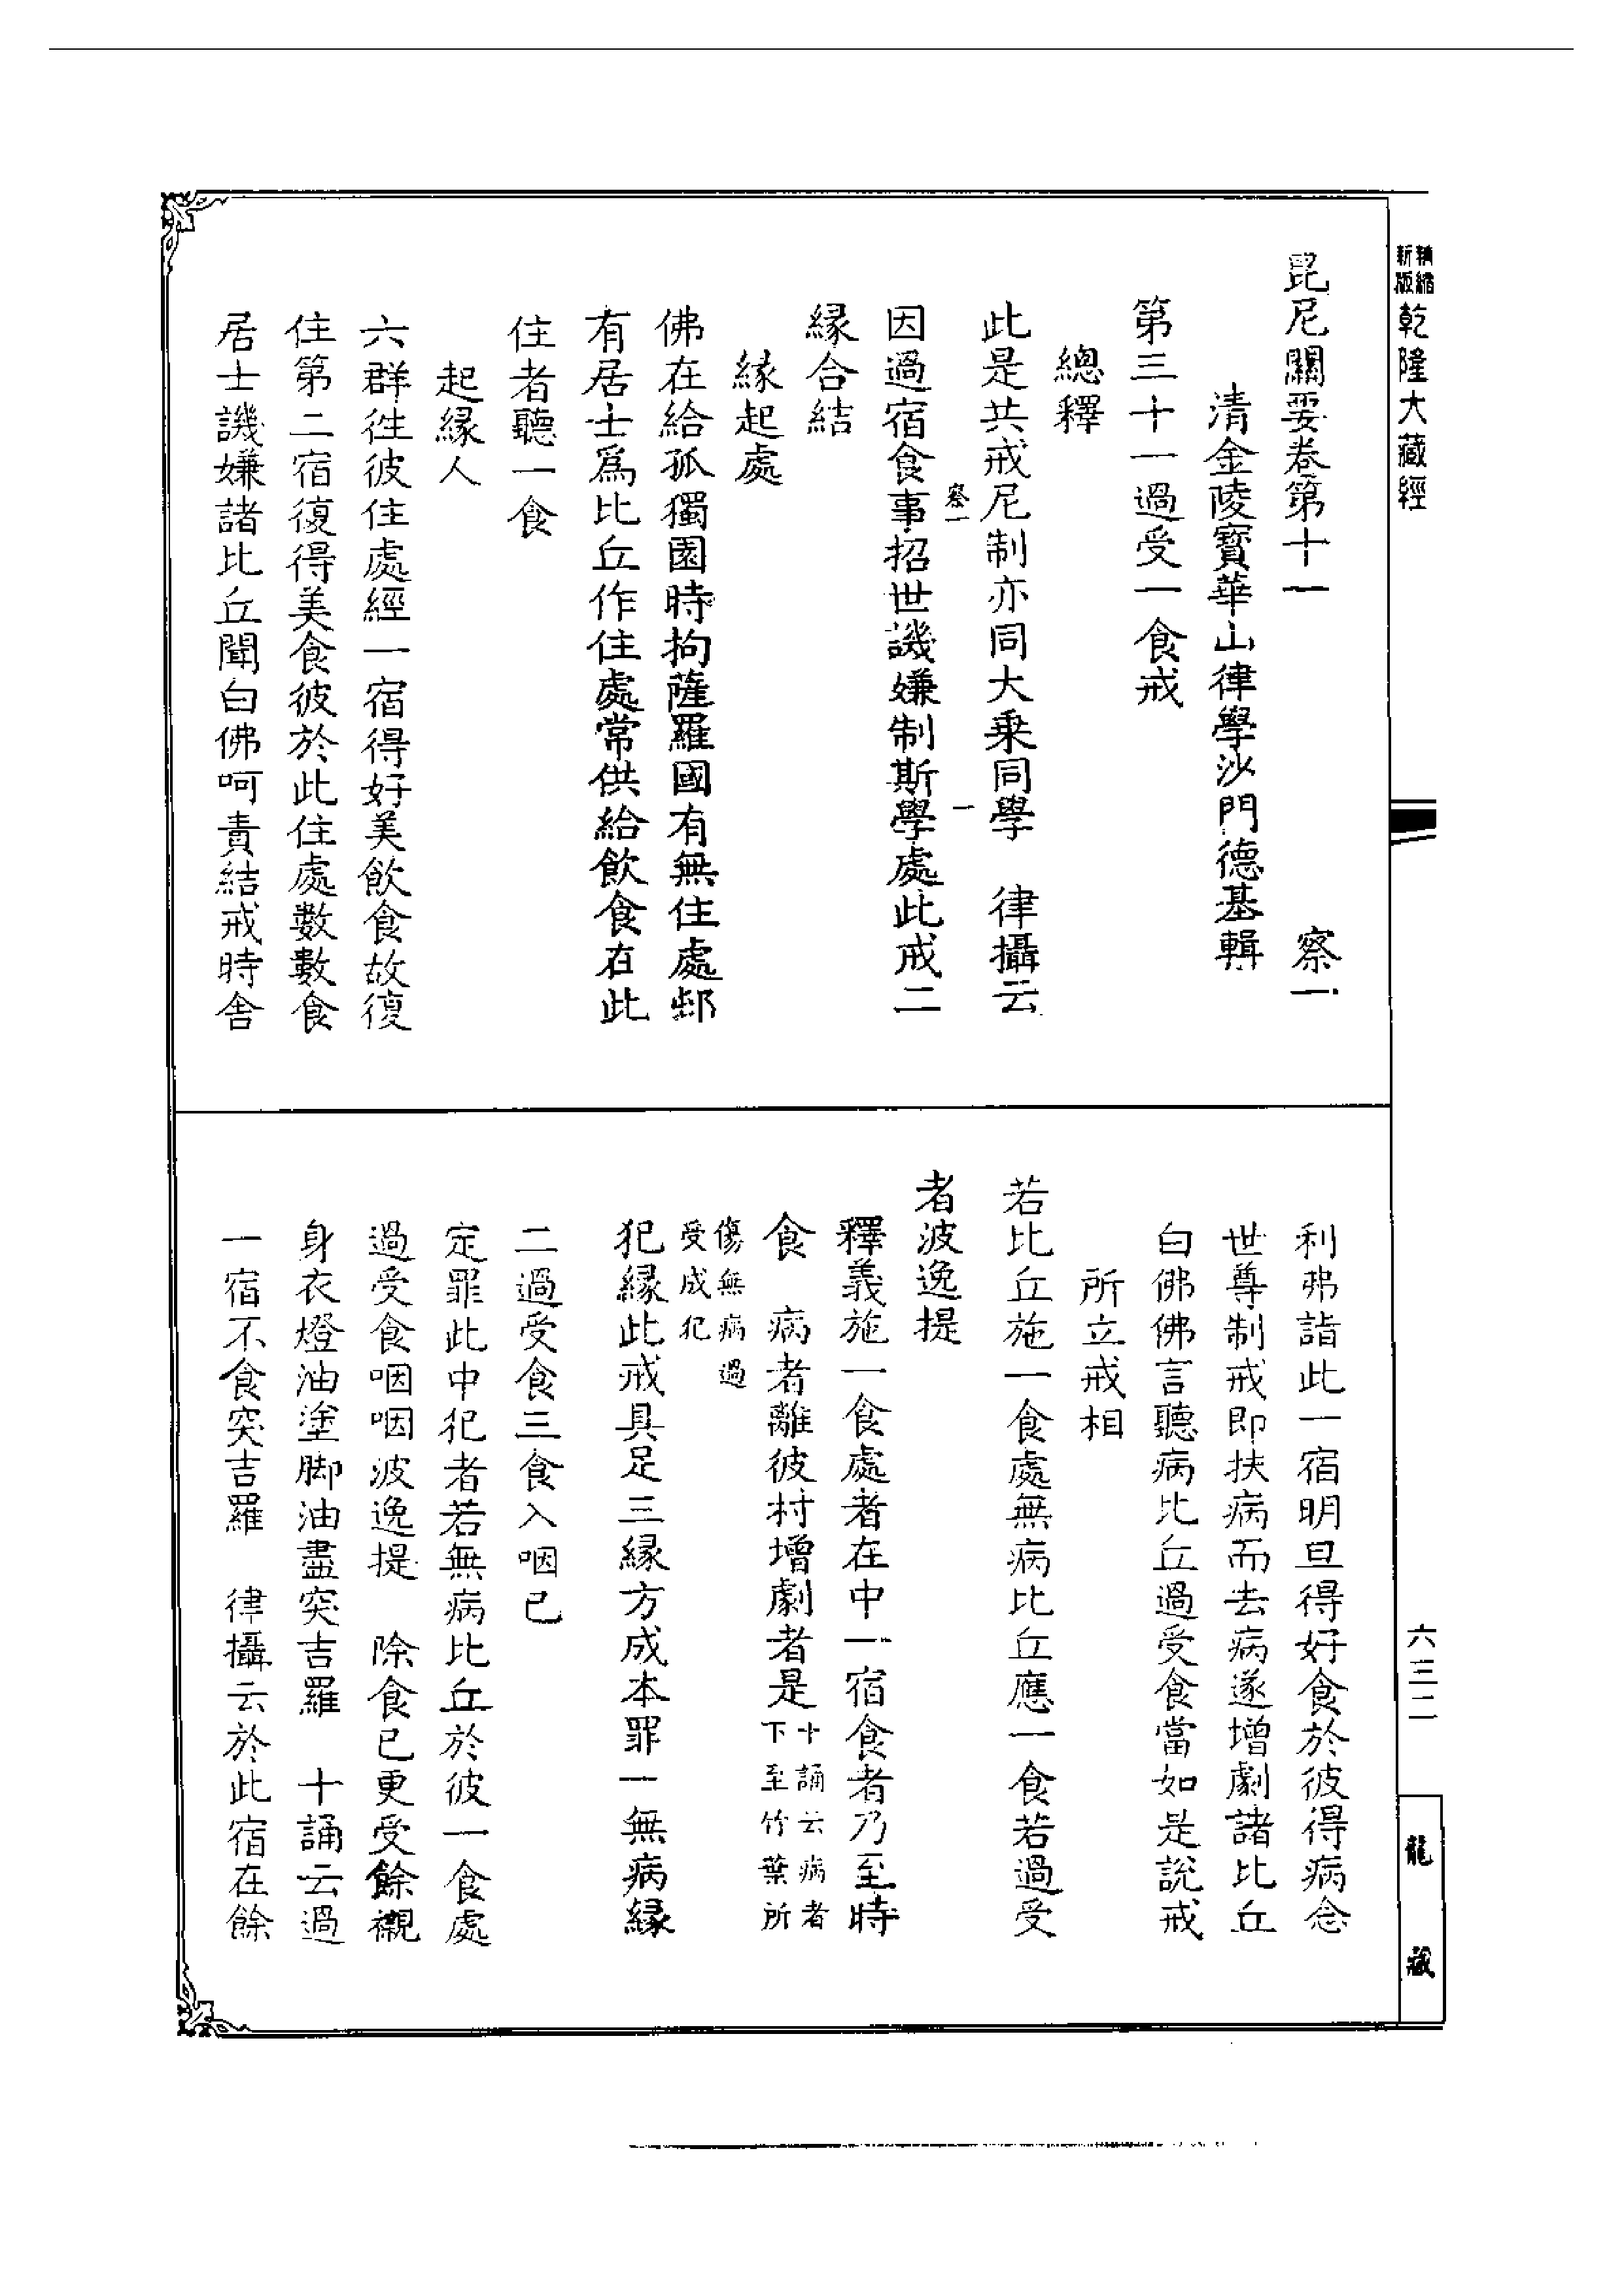 精縮
新版
乾隆大藏經
毘尼關要卷第十一 察一
清金陵寶華山律學沙門德基輯
第三十一過受一食戒
總釋
此是共戒尼制亦同大乘同學 律攝云
察一 一
因過宿食事招世譏嫌制斯學處此戒二
緣合結
緣起處
佛在給孤獨園時拘薩羅國有無住處邨
有居士爲比丘作住處常供給飲食在此
住者聽一食
起緣人
六群徃彼住處經一宿得好美飲食故復
住第二宿復得美食彼於此住處數數食
居士譏嫌諸比丘聞白佛呵責結戒時舍
利弗詣此一宿明旦得好食於彼得病念
世尊制戒即扶病而去病遂增劇諸比丘
白佛佛言聽病比丘過受食當如是說戒
所立戒相
若比丘施一食處無病比丘應一食若過受
者波逸提
釋義施一食處者在中一宿食者乃至時
食 病者離彼村增劇者是十誦云病者
下至竹葉所
傷無病過
受成犯
犯緣此戒具足三緣方成本罪一無病緣
二過受食三食入咽已
定罪此中犯者若無病比丘於彼一食處
過受食咽咽波逸提 除食已更受餘襯
身衣燈油塗脚油盡突吉羅 十誦云過
一宿不食突吉羅 律攝云於此宿在餘
六三二
龍藏